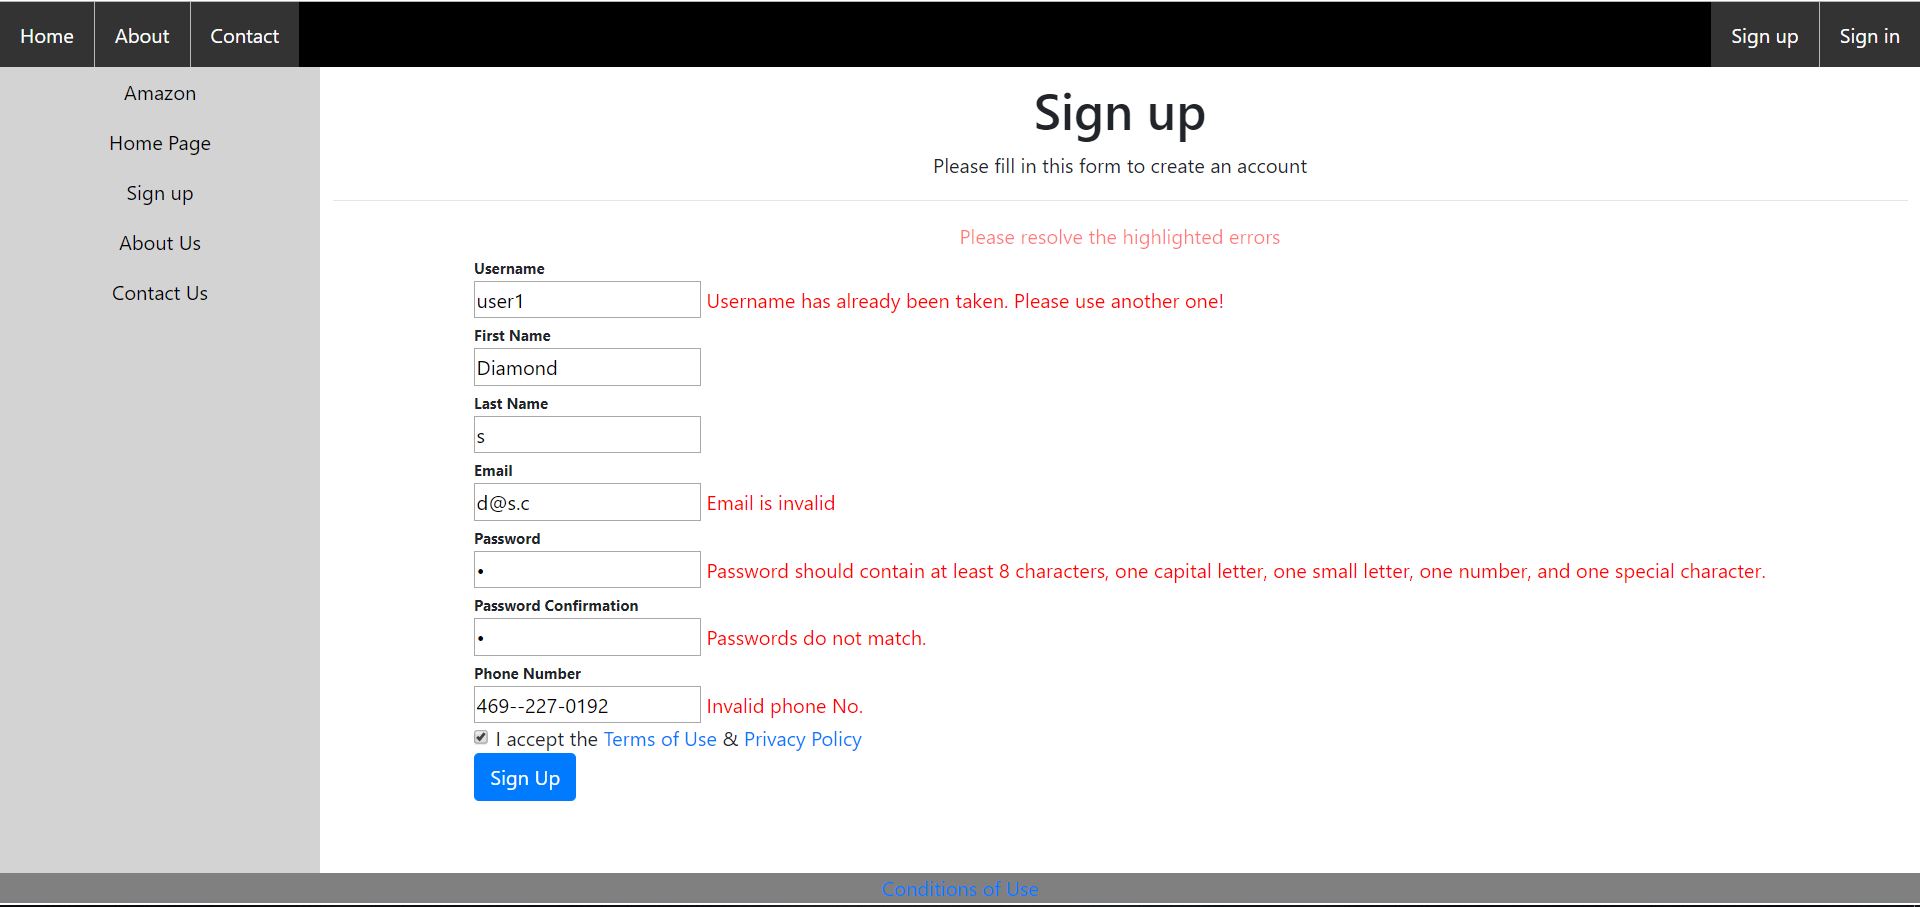 Home About Contact Sign up Sign in
Amazon
Home Page
Sign up
About Us
Contact Us
Sign up
Please fill in this form to create an account
Please resolve the highlighted errors
Username
user1 Username has already been taken. Please use another one!
First Name
Diamond
Last Name
s
Email
d@s.c Email is invalid
Password
• Password should contain at least 8 characters, one capital letter, one small letter, one number, and one special character.
Password Confirmation
• Passwords do not match.
Phone Number
469--227-0192 Invalid phone No.
I accept the Terms of Use & Privacy Policy
Sign Up
Conditions of Use